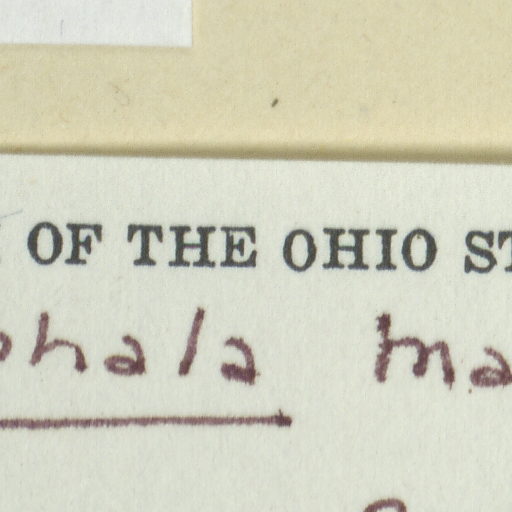 OF THE OHIO ST
phala ma